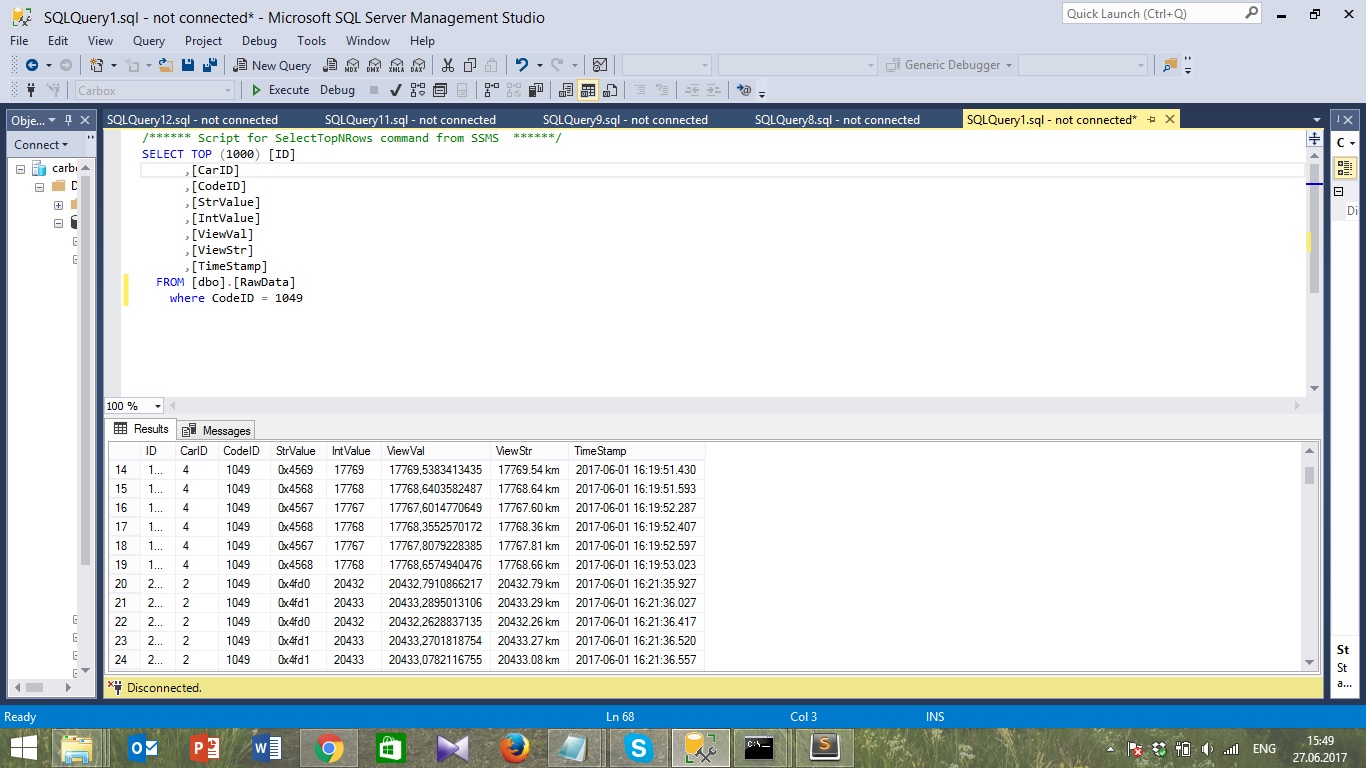 SQLQuery1.sql - not connected* - Microsoft SQL Server Management Studio
Quick Launch (Ctrl+Q)
File Edit View Query Project Debug Tools Window Help
New Query MDX DMX XMLA DAX Generic Debugger
Carbox Execute Debug
Obje...
SQLQuery12.sql - not connected SQLQuery11.sql - not connected SQLQuery9.sql - not connected SQLQuery8.sql - not connected SQLQuery1.sql - not connected*
Connect
carb
D
/****** Script for SelectTopNRows command from SSMS ******/
SELECT TOP (1000) [ID]
,[CarID]
,[CodeID]
,[StrValue]
,[IntValue]
,[ViewVal]
,[ViewStr]
,[TimeStamp]
FROM [dbo].[RawData]
where CodeID = 1049
C
Di
100 %
Results Messages
ID CarID CodeID StrValue IntValue ViewVal ViewStr TimeStamp
14 1... 4 1049 0x4569 17769 17769,5383413435 17769.54 km 2017-06-01 16:19:51.430
15 1... 4 1049 0x4568 17768 17768,6403582487 17768.64 km 2017-06-01 16:19:51.593
16 1... 4 1049 0x4567 17767 17767,6014770649 17767.60 km 2017-06-01 16:19:52.287
17 1... 4 1049 0x4568 17768 17768,3552570172 17768.36 km 2017-06-01 16:19:52.407
18 1... 4 1049 0x4567 17767 17767,8079228385 17767.81 km 2017-06-01 16:19:52.597
19 1... 4 1049 0x4568 17768 17768,6574940476 17768.66 km 2017-06-01 16:19:53.023
20 2... 2 1049 0x4fd0 20432 20432,7910866217 20432.79 km 2017-06-01 16:21:35.927
21 2... 2 1049 0x4fd1 20433 20433,2895013106 20433.29 km 2017-06-01 16:21:36.027
22 2... 2 1049 0x4fd0 20432 20432,2628837135 20432.26 km 2017-06-01 16:21:36.417
23 2... 2 1049 0x4fd1 20433 20433,2701818754 20433.27 km 2017-06-01 16:21:36.520
24 2... 2 1049 0x4fd1 20433 20433,0782116755 20433.08 km 2017-06-01 16:21:36.557
St
St
a...
Disconnected.
Ready Ln 68 Col 3 INS
ENG
15:49
27.06.2017